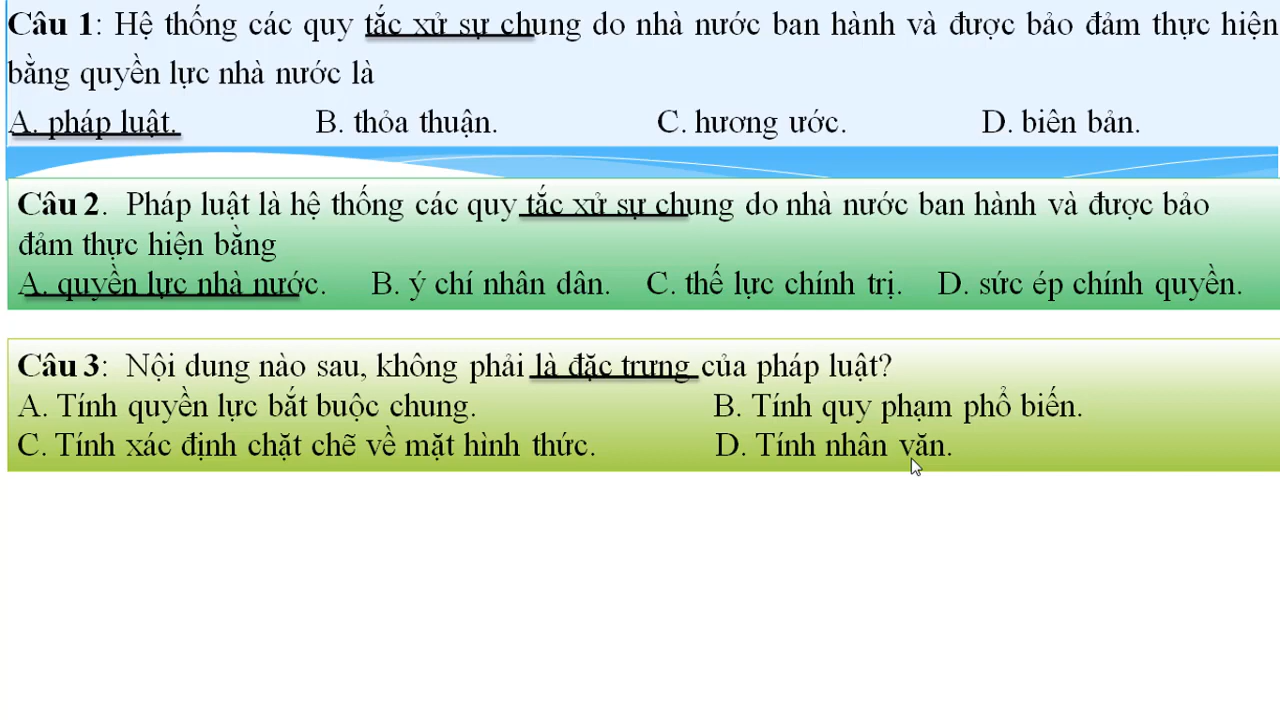 Câu 1: Hệ thống các quy tắc xử sự chung do nhà nước ban hành và được bảo đảm thực hiện
bằng quyền lực nhà nước là
A. pháp luật. B. thỏa thuận. C. hương ước. D. biên bản.
Câu 2. Pháp luật là hệ thống các quy tắc xử sự chung do nhà nước ban hành và được bảo
đảm thực hiện bằng
A. quyền lực nhà nước. B. ý chí nhân dân. C. thế lực chính trị. D. sức ép chính quyền.
Câu 3: Nội dung nào sau, không phải là đặc trưng của pháp luật?
A. Tính quyền lực bắt buộc chung. B. Tính quy phạm phổ biến.
C. Tính xác định chặt chẽ về mặt hình thức. D. Tính nhân văn.